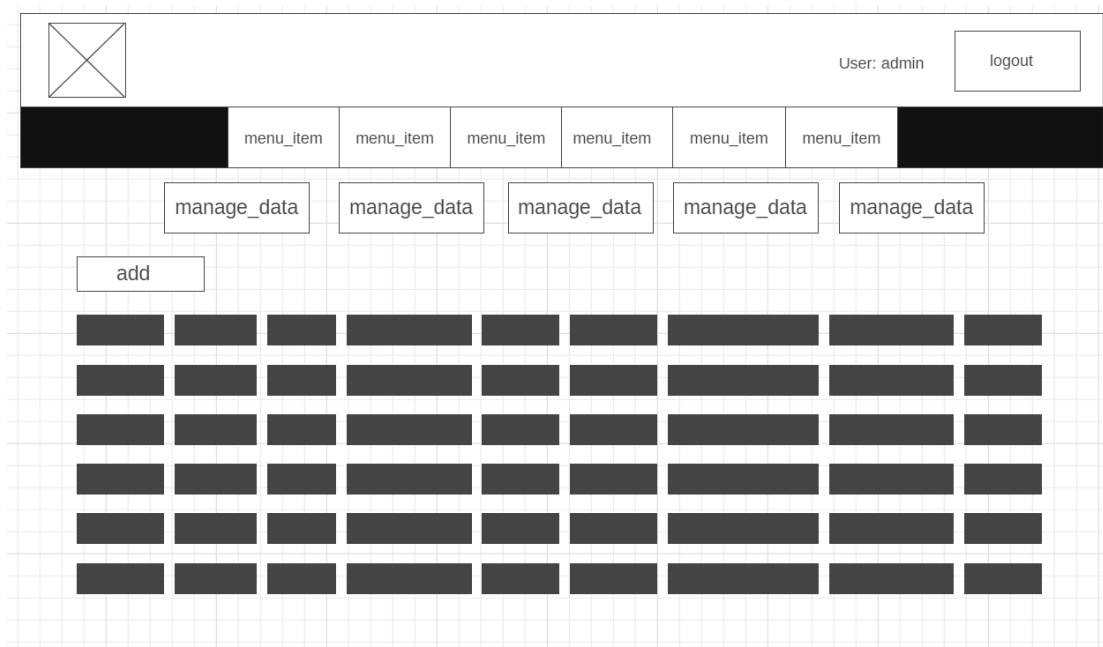 User: admin
logout
menu_item menu_item menu_item menu_item menu_item menu_item
manage_data manage_data manage_data manage_data manage_data
add